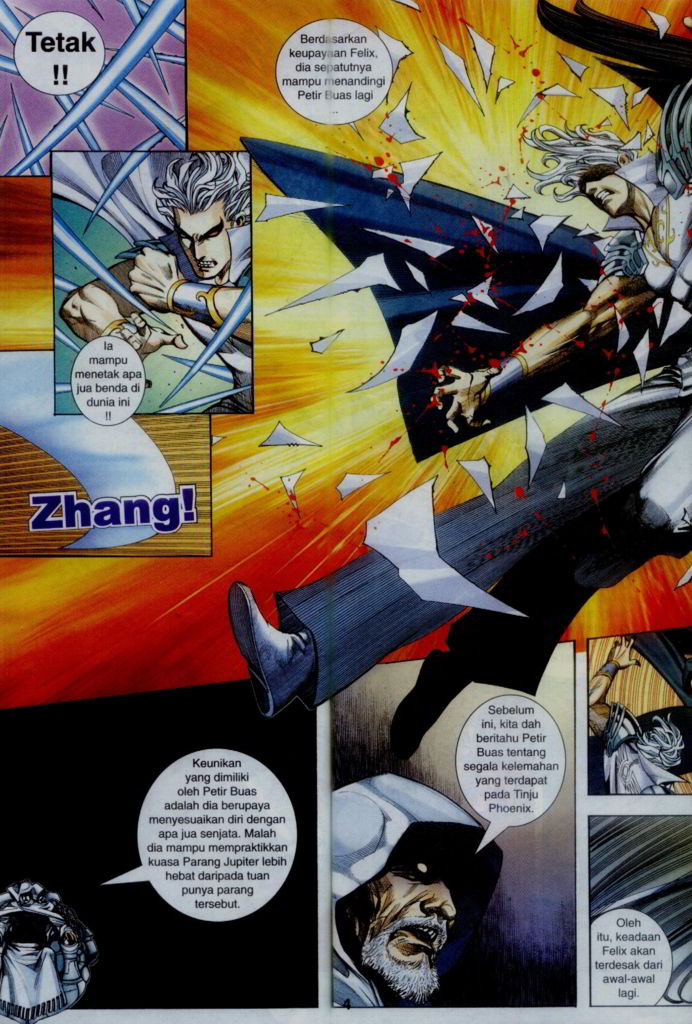 Tetak
!!
Berdasarkan
keupayaan Felix,
dia sepatutnya
mampu menandingi
Petir Buas lagi
..
Ia
mampu
menetak apa
jua benda di
dunia ini
!!
Zhang!
Sebelum
ini, kita dah
beritahu Petir
Buas tentang
segala kelemahan
yang terdapat
pada Tinju
Phoenix.
Keunikan
yang dimiliki
oleh Petir Buas
adalah dia berupaya
menyesuaikan diri dengan
apa jua senjata. Malah
dia mampu mempraktikkan
kuasa Parang Jupiter lebih
hebat daripada tuan
punya parang
tersebut.
Oleh
itu, keadaan
Felix akan
terdesak dari
awal-awal
lagi.